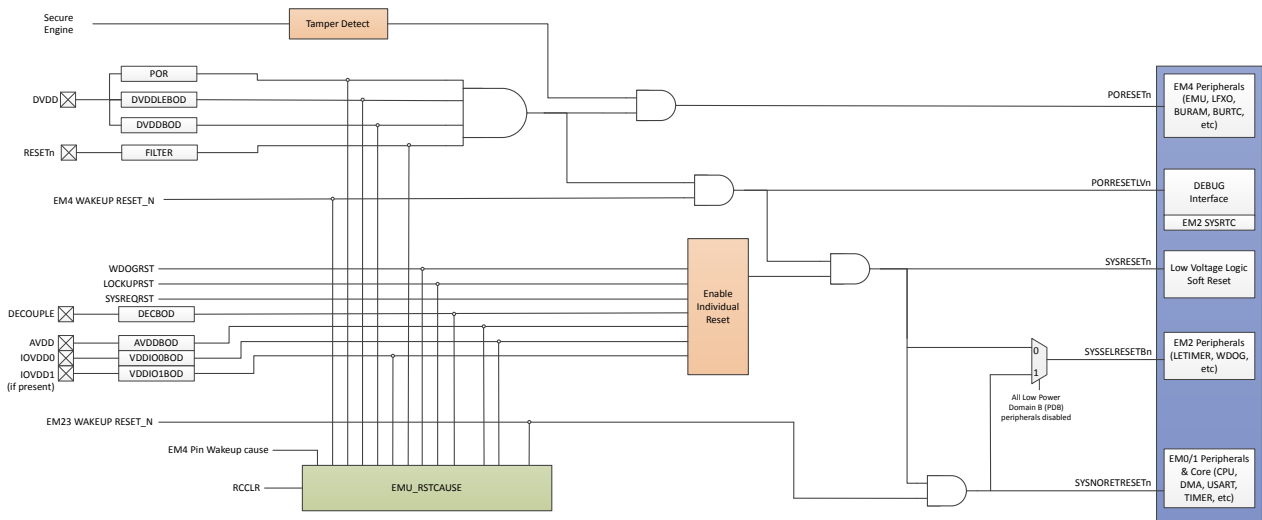 Secure
Engine
Tamper Detect
POR
DVDD
DVDDLEBOD
DVDDBOD
RESETn
FILTER
EM4 WAKEUP RESET_N
WDOGRST
LOCKUPRST
SYSREQRST
DECOUPLE
DECBOD
AVDD
AVDDBOD
IOVDD0
VDDIO0BOD
IOVDD1
(if present)
VDDIO1BOD
Enable
Individual
Reset
EM23 WAKEUP RESET_N
EM4 Pin Wakeup cause
RCCLR
EMU_RSTCAUSE
0
1
All Low Power
Domain B (PDB)
peripherals disabled
PORESETn
EM4 Peripherals
(EMU, LFXO,
BURAM, BURTC,
etc)
PORRESETLVn
DEBUG
Interface
EM2 SYSRTC
SYSRESETn
Low Voltage Logic
Soft Reset
SYSSELRESETBn
EM2 Peripherals
(LETIMER, WDOG,
etc)
SYSNORETRESETn
EM0/1 Peripherals
& Core (CPU,
DMA, USART,
TIMER, etc)